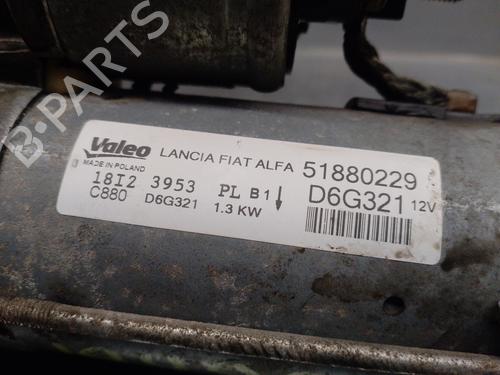 B-Parts
Valeo LANCIA FIAT ALFA 51880229
MADE IN POLAND
18I2 3953 PL B1↓ D6G321 12V
C880 D6G321 1.3 KW